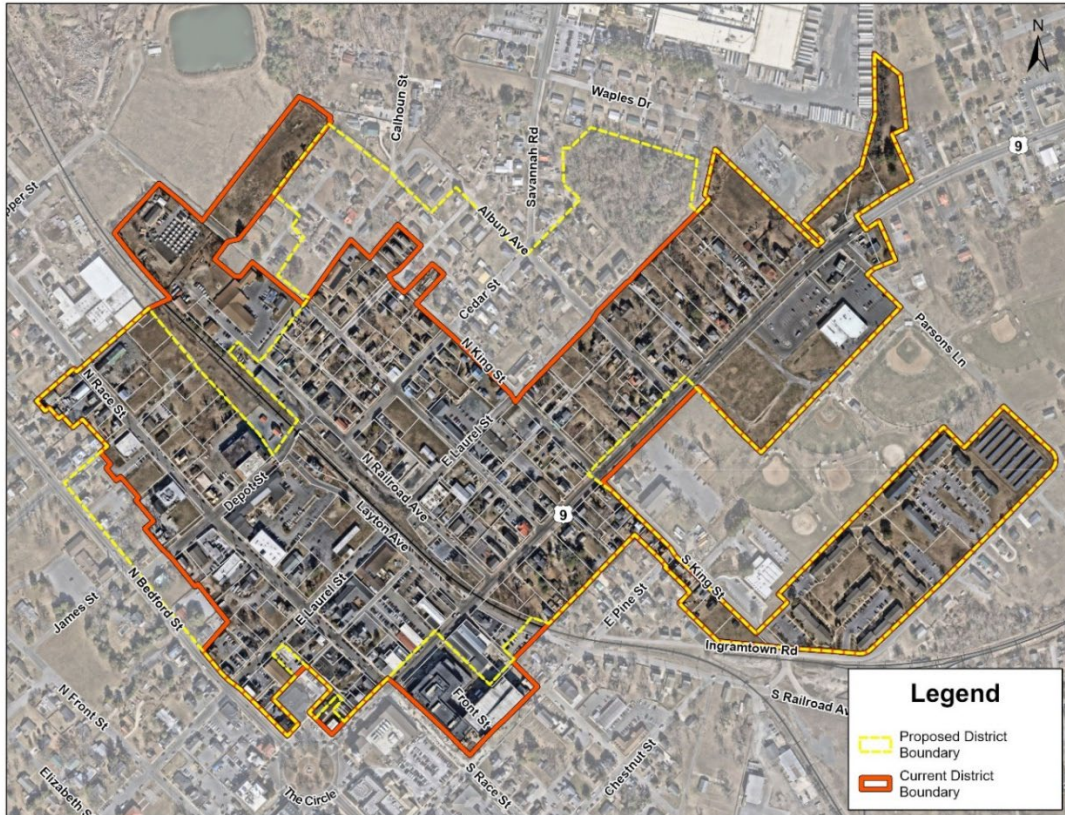 N
Waples Dr
Calhoun St
9
Savannah Rd
pper St
Albury Ave
Cedar St
Parsons Ln
N King St
N Race St
E Laurel St
Depot St
N Railroad Ave
Layton Ave
9
S King St
E Laurel St
E Pine St
N Bedford St
James St
Ingramtown Rd
N Front St
Front St
S Railroad Av
Chestnut St
S Race St
Elizabeth S
The Circle
Legend
Proposed District
Boundary
Current District
Boundary